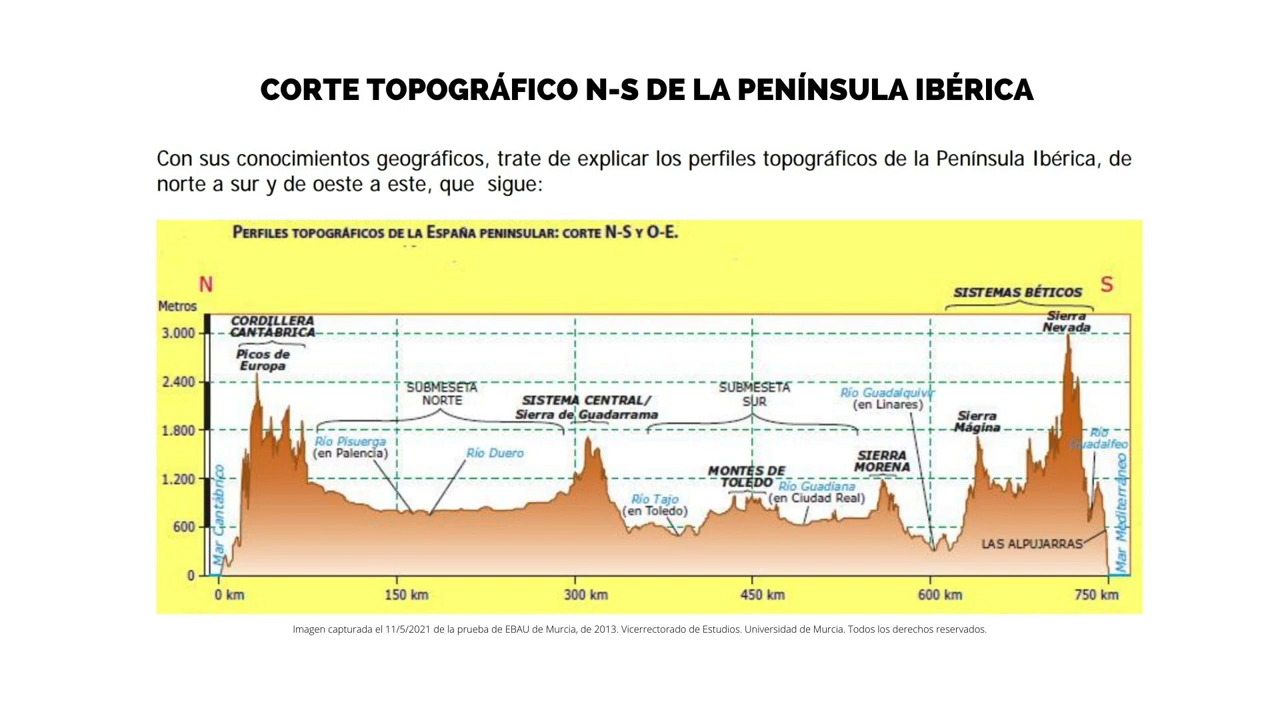 CORTE TOPOGRÁFICO N-S DE LA PENÍNSULA IBÉRICA
Con sus conocimientos geográficos, trate de explicar los perfiles topográficos de la Península Ibérica, de
norte a sur y de oeste a este, que sigue:
PERFILES TOPOGRÁFICOS DE LA ESPAÑA PENINSULAR: CORTE N-S Y O-E.
N
S
SISTEMAS BÉTICOS
Metros
CORDILLERA
CANTÁBRICA
Sierra
Nevada
3.000
Picos de
Europa
2.400
SUBMESETA
NORTE
SUBMESETA
SUR
Río Guadalquivir
(en Linares)
SISTEMA CENTRAL/
Sierra de Guadarrama
Sierra
Mágina
1.800
Río Pisuerga
(en Palencia)
Río Duero
Río
Guadalfeo
SIERRA
MORENA
MONTES DE
TOLEDO
1.200
Río Guadiana
(en Ciudad Real)
Río Tajo
(en Toledo)
Mar Cantábrico
Mar Mediterráneo
600
LAS ALPUJARRAS
0
0 km
150 km
300 km
450 km
600 km
750 km
Imagen capturada el 11/5/2021 de la prueba de EBAU de Murcia, de 2013. Vicerrectorado de Estudios. Universidad de Murcia. Todos los derechos reservados.